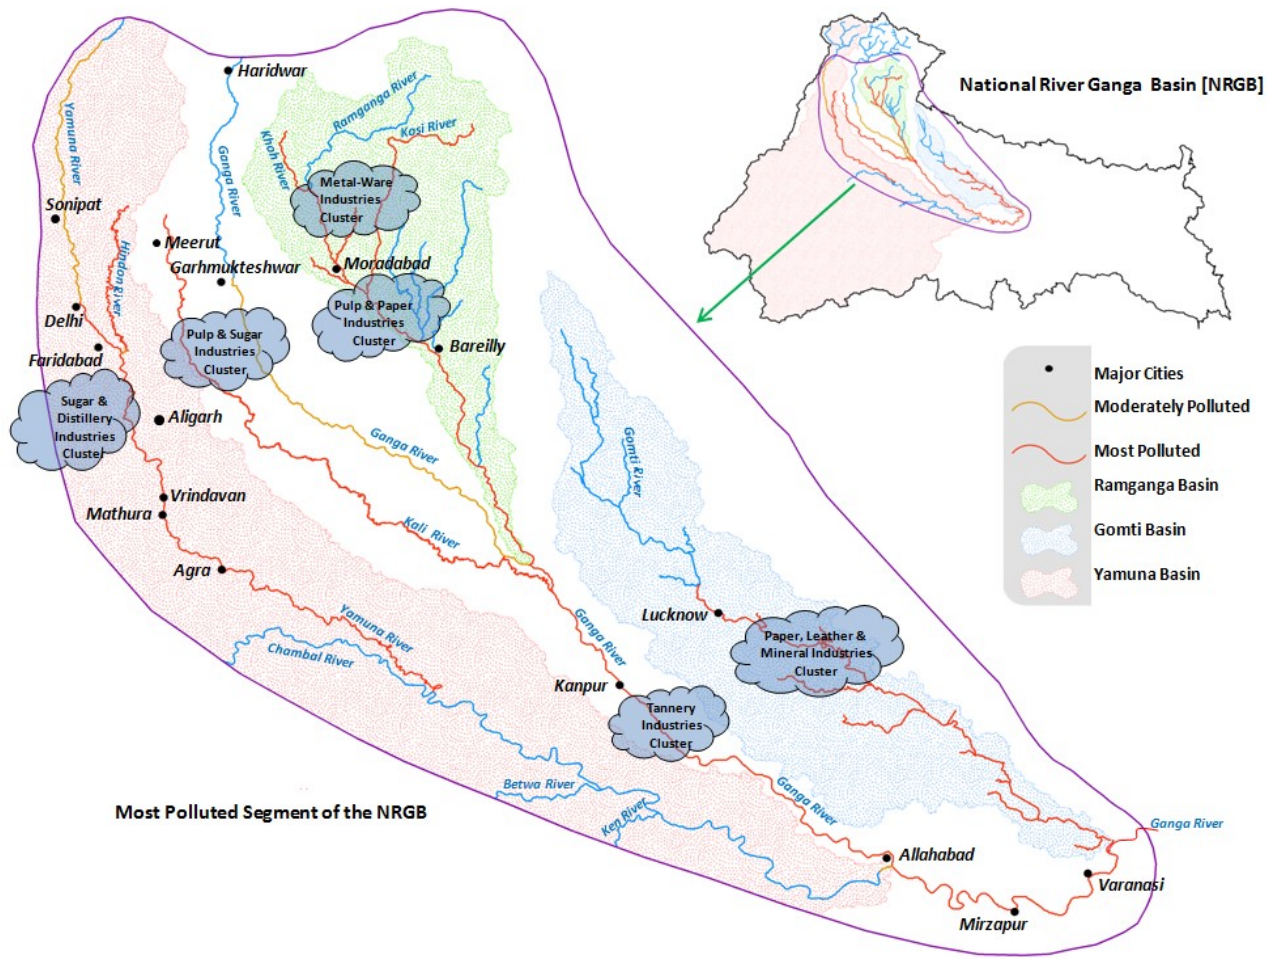 Haridwar
National River Ganga Basin [NRGB]
Yamuna River
Ganga River
Khoh River
Ramganga River
Kosi River
Metal-Ware
Industries
Cluster
Sonipat
Meerut
Garhmukteshwar
Hindon River
Moradabad
Delhi
Faridabad
Pulp & Sugar
Industries
Cluster
Pulp & Paper
Industries
Cluster
Bareilly
Major Cities
Moderately Polluted
Most Polluted
Ramganga Basin
Gomti Basin
Yamuna Basin
Sugar &
Distillery
Industries
Cluster
Aligarh
Ganga River
Gomti River
Vrindavan
Mathura
Kali River
Agra
Yamuna River
Chambal River
Ganga River
Lucknow
Paper, Leather &
Mineral Industries
Cluster
Kanpur
Tannery
Industries
Cluster
Betwa River
Ken River
Ganga River
Most Polluted Segment of the NRGB
Ganga River
Allahabad
Varanasi
Mirzapur